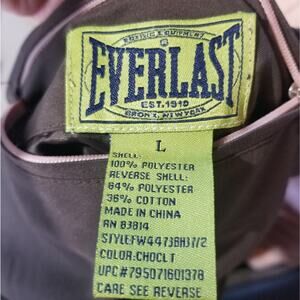 BOXING EQUIPMENT
EVERLAST
EST. 1910
BRONX, NEW YORK
L
SHELL:
100% POLYESTER
REVERSE SHELL:
64% POLYESTER
36% COTTON
MADE IN CHINA
RN 83814
COLOR:CHOCLT
UPC#795071601378
CARE SEE REVERSE